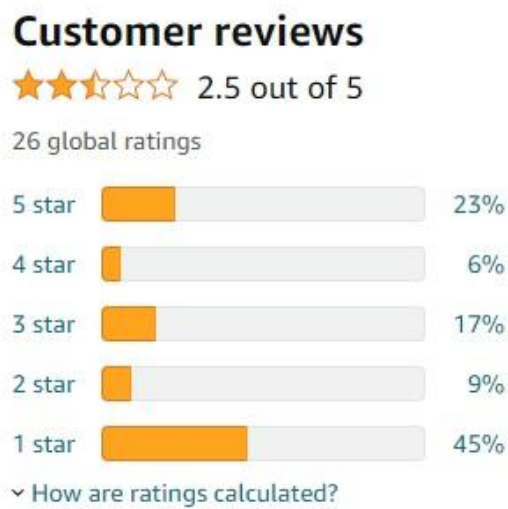 Customer reviews
2.5 out of 5
26 global ratings
5 star 23%
4 star 6%
3 star 17%
2 star 9%
1 star 45%
How are ratings calculated?